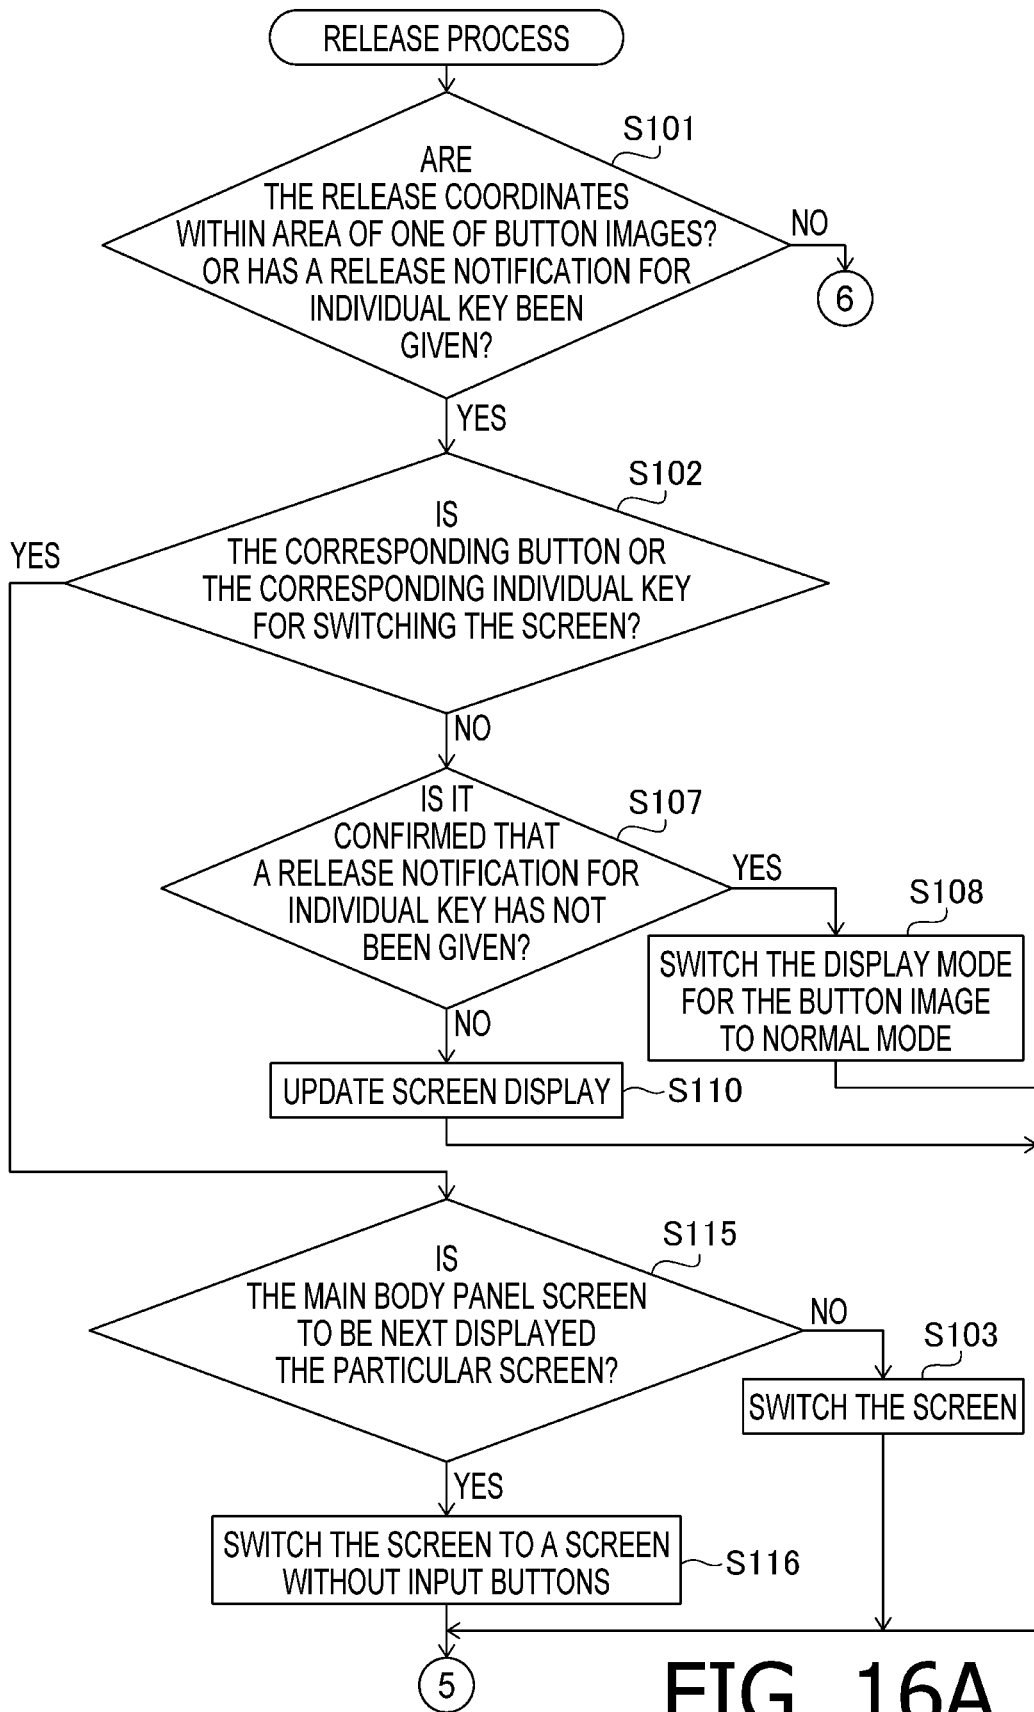 RELEASE PROCESS
S101
ARE
THE RELEASE COORDINATES
WITHIN AREA OF ONE OF BUTTON IMAGES?
OR HAS A RELEASE NOTIFICATION FOR
INDIVIDUAL KEY BEEN
GIVEN?
NO
6
YES
S102
IS
THE CORRESPONDING BUTTON OR
THE CORRESPONDING INDIVIDUAL KEY
FOR SWITCHING THE SCREEN?
YES
NO
S107
IS IT
CONFIRMED THAT
A RELEASE NOTIFICATION FOR
INDIVIDUAL KEY HAS NOT
BEEN GIVEN?
YES
S108
SWITCH THE DISPLAY MODE
FOR THE BUTTON IMAGE
TO NORMAL MODE
NO
UPDATE SCREEN DISPLAY
S110
S115
IS
THE MAIN BODY PANEL SCREEN
TO BE NEXT DISPLAYED
THE PARTICULAR SCREEN?
NO
S103
SWITCH THE SCREEN
YES
SWITCH THE SCREEN TO A SCREEN
WITHOUT INPUT BUTTONS
S116
5
FIG. 16A